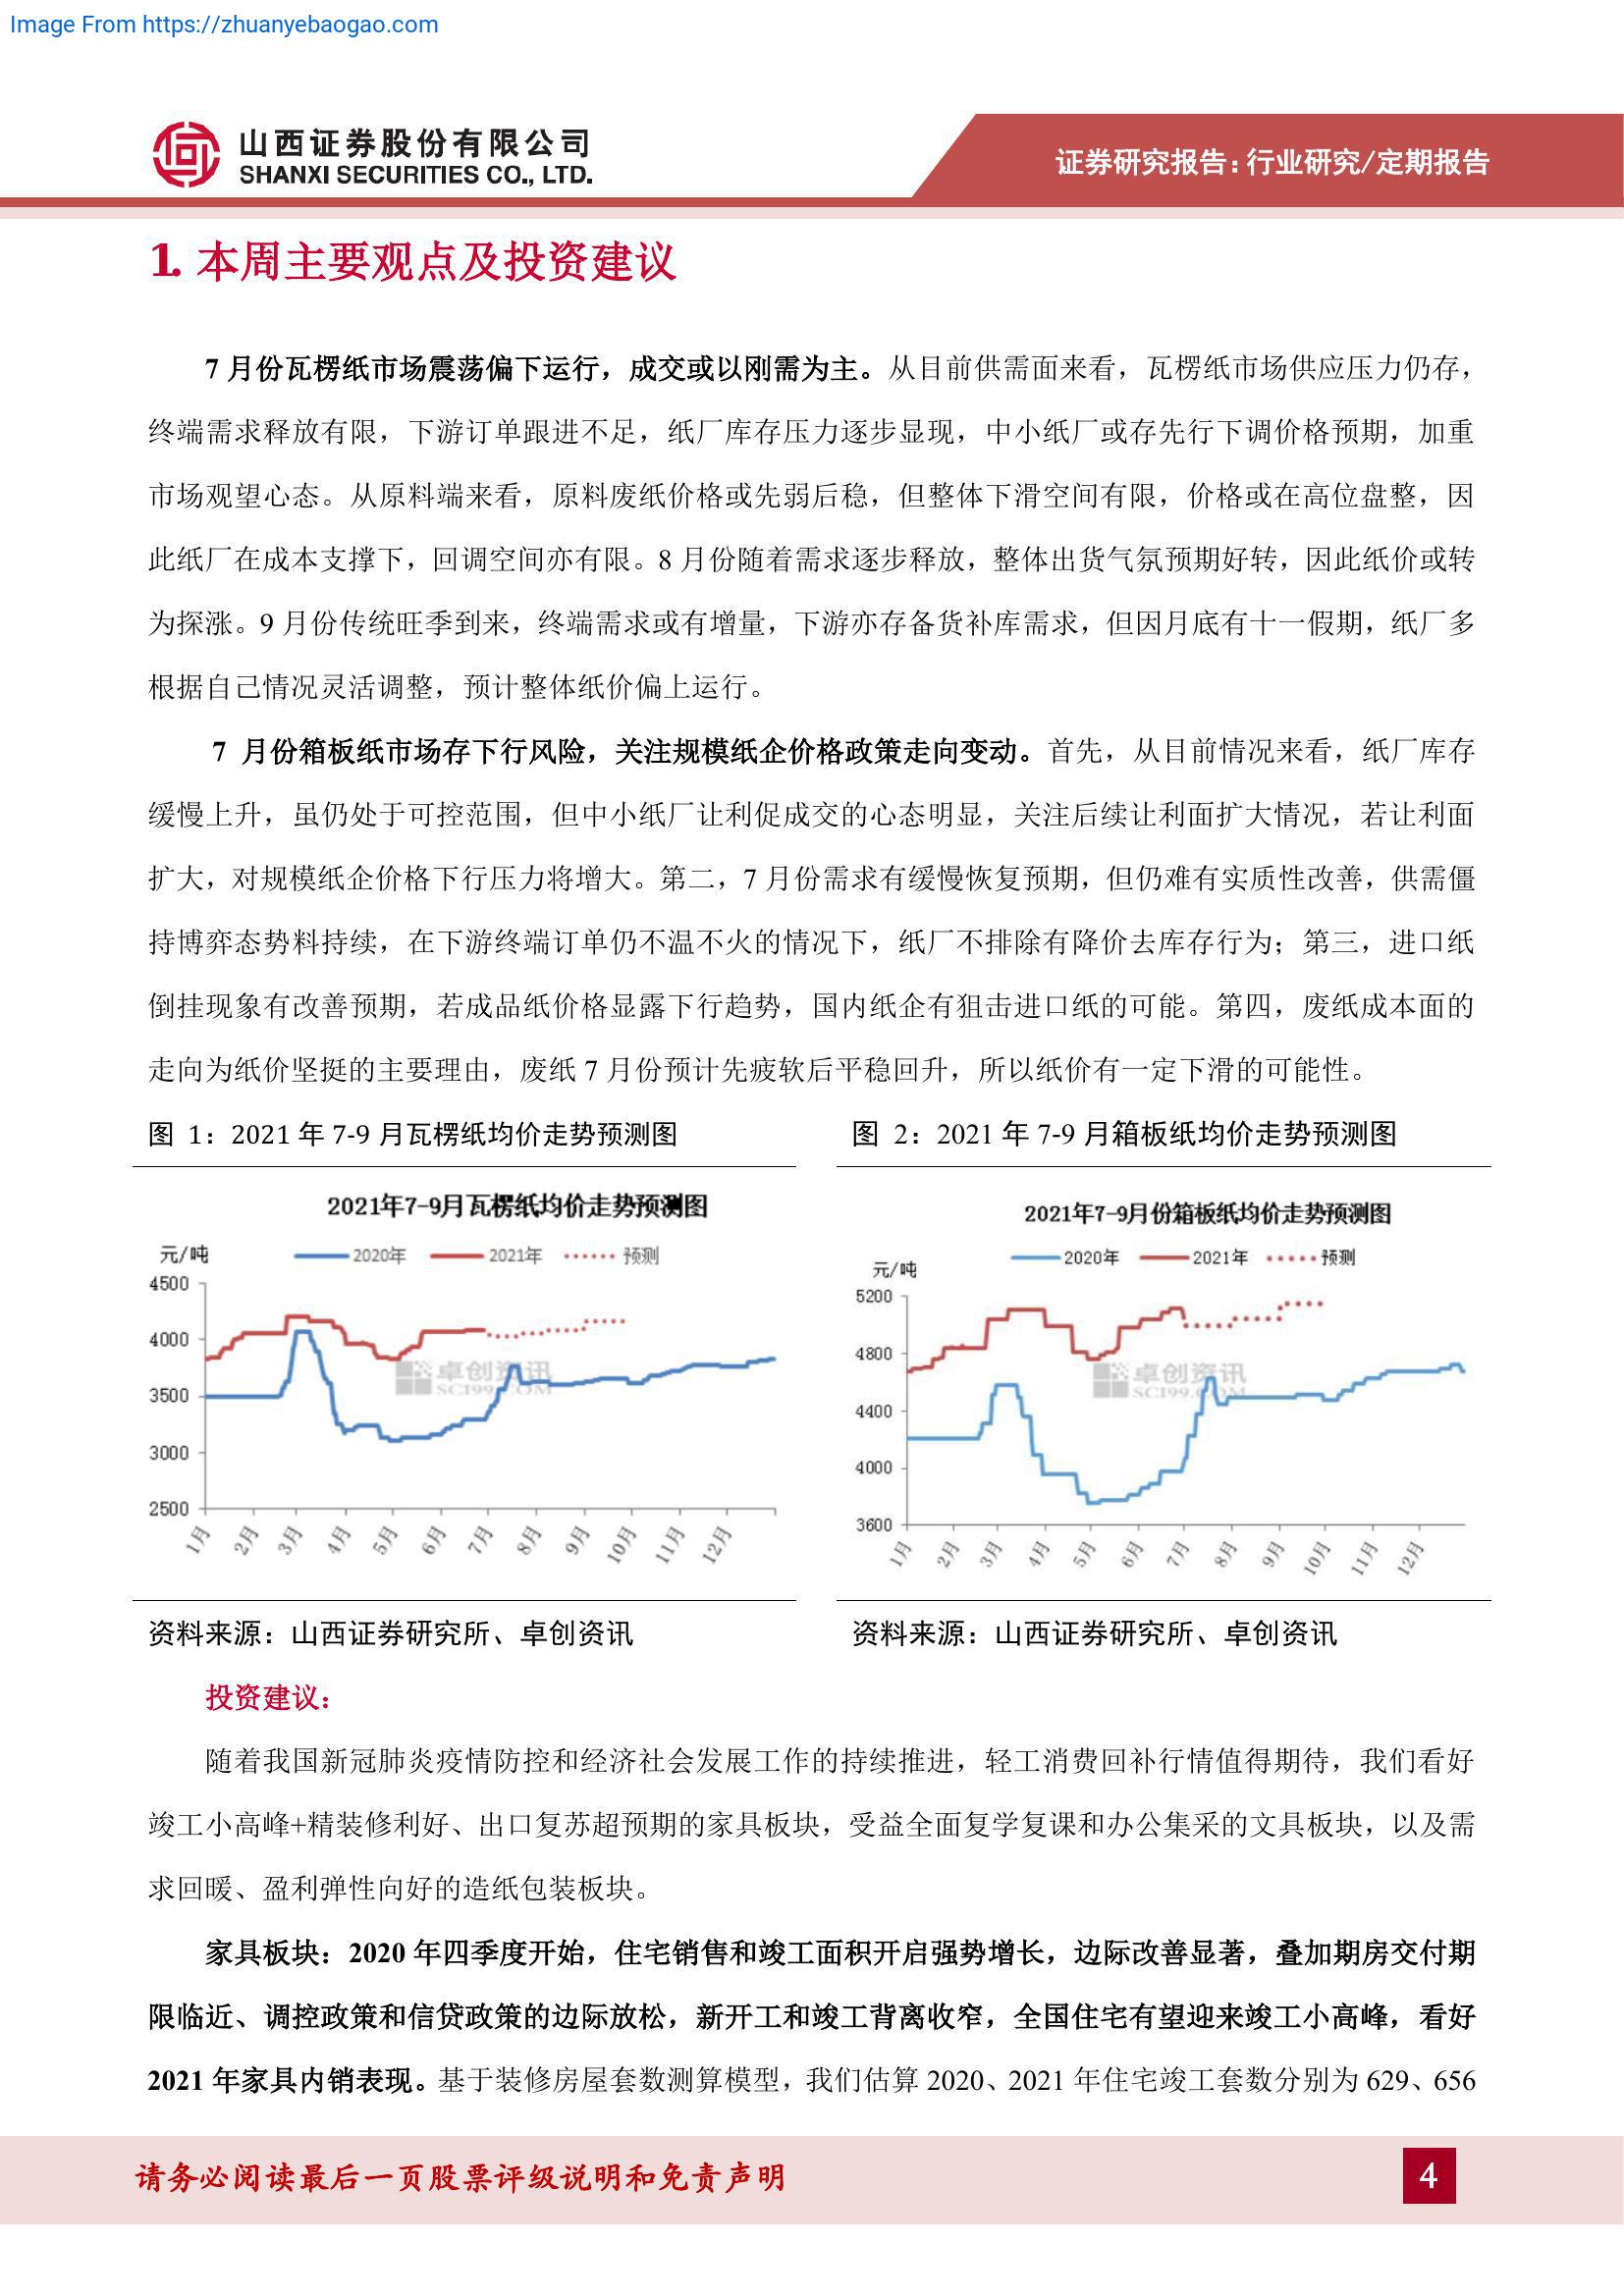 Image From https://zhuanyebaogao.com
山西证券股份有限公司
SHANXI SECURITIES CO., LTD.
证券研究报告：行业研究/定期报告
1. 本周主要观点及投资建议
7 月份瓦楞纸市场震荡偏下运行，成交或以刚需为主。从目前供需面来看，瓦楞纸市场供应压力仍存，
终端需求释放有限，下游订单跟进不足，纸厂库存压力逐步显现，中小纸厂或存先行下调价格预期，加重
市场观望心态。从原料端来看，原料废纸价格或先弱后稳，但整体下滑空间有限，价格或在高位盘整，因
此纸厂在成本支撑下，回调空间亦有限。8 月份随着需求逐步释放，整体出货气氛预期好转，因此纸价或转
为探涨。9 月份传统旺季到来，终端需求或有增量，下游亦存备货补库需求，但因月底有十一假期，纸厂多
根据自己情况灵活调整，预计整体纸价偏上运行。
7 月份箱板纸市场存下行风险，关注规模纸企价格政策走向变动。首先，从目前情况来看，纸厂库存
缓慢上升，虽仍处于可控范围，但中小纸厂让利促成交的心态明显，关注后续让利面扩大情况，若让利面
扩大，对规模纸企价格下行压力将增大。第二，7 月份需求有缓慢恢复预期，但仍难有实质性改善，供需僵
持博弈态势料持续，在下游终端订单仍不温不火的情况下，纸厂不排除有降价去库存行为；第三，进口纸
倒挂现象有改善预期，若成品纸价格显露下行趋势，国内纸企有狙击进口纸的可能。第四，废纸成本面的
走向为纸价坚挺的主要理由，废纸 7 月份预计先疲软后平稳回升，所以纸价有一定下滑的可能性。
图 1：2021 年 7-9 月瓦楞纸均价走势预测图
2021年7-9月瓦楞纸均价走势预测图
元/吨
2020年 2021年 预测
4500
4000
3500
3000
2500
卓创资讯
SCI99.COM
1月 2月 3月 4月 5月 6月 7月 8月 9月 10月 11月 12月
资料来源：山西证券研究所、卓创资讯
图 2：2021 年 7-9 月箱板纸均价走势预测图
2021年7-9月份箱板纸均价走势预测图
元/吨
2020年 2021年 预测
5200
4800
4400
4000
3600
卓创资讯
SCI99.COM
1月 2月 3月 4月 5月 6月 7月 8月 9月 10月 11月 12月
资料来源：山西证券研究所、卓创资讯
投资建议：
随着我国新冠肺炎疫情防控和经济社会发展工作的持续推进，轻工消费回补行情值得期待，我们看好
竣工小高峰+精装修利好、出口复苏超预期的家具板块，受益全面复学复课和办公集采的文具板块，以及需
求回暖、盈利弹性向好的造纸包装板块。
家具板块：2020 年四季度开始，住宅销售和竣工面积开启强势增长，边际改善显著，叠加期房交付期
限临近、调控政策和信贷政策的边际放松，新开工和竣工背离收窄，全国住宅有望迎来竣工小高峰，看好
2021 年家具内销表现。基于装修房屋套数测算模型，我们估算 2020、2021 年住宅竣工套数分别为 629、656
请务必阅读最后一页股票评级说明和免责声明
4